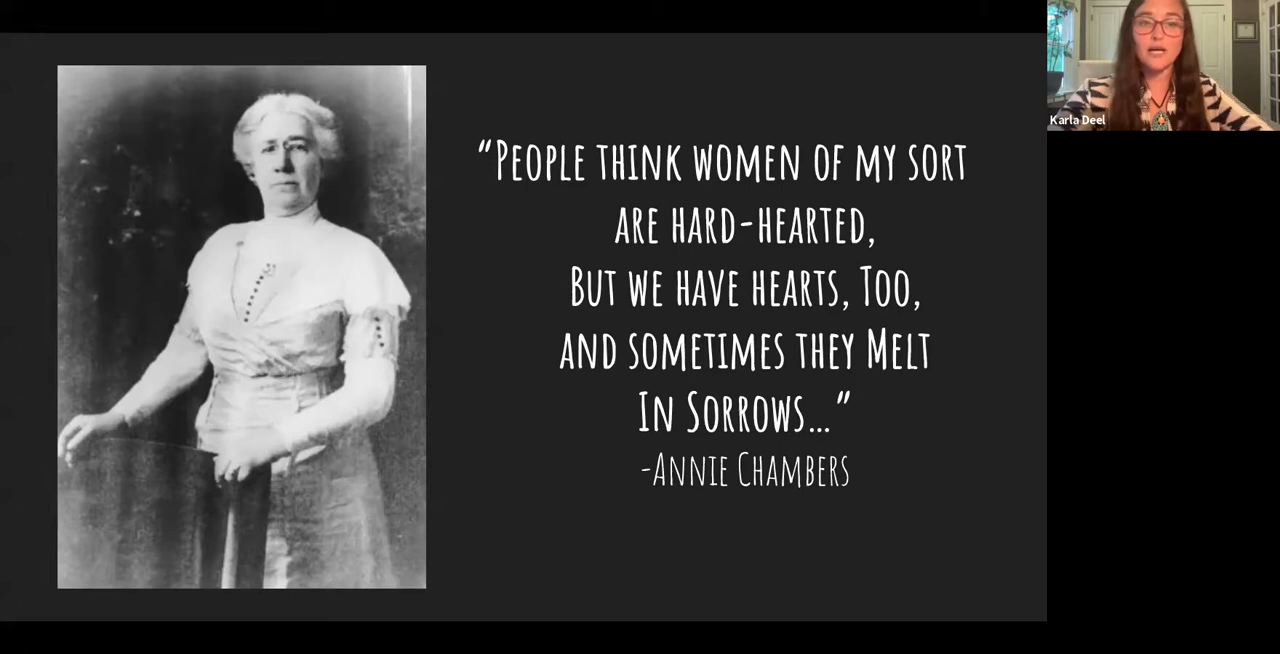 “People think women of my sort
are hard-hearted,
But we have hearts, Too,
and sometimes they Melt
In Sorrows...”
-Annie Chambers
Karla Deel